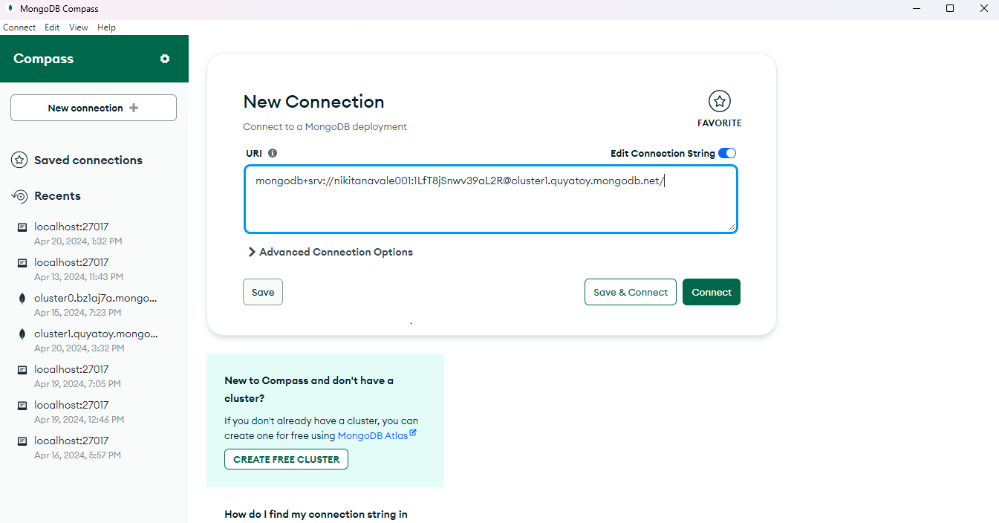 MongoDB Compass
Connect Edit View Help
Compass
New connection
Saved connections
Recents
localhost:27017
Apr 20, 2024, 1:32 PM
localhost:27017
Apr 13, 2024, 11:43 PM
cluster0.bz1aj7a.mongo...
Apr 15, 2024, 7:23 PM
cluster1.quyatoy.mongo...
Apr 20, 2024, 3:32 PM
localhost:27017
Apr 19, 2024, 7:05 PM
localhost:27017
Apr 19, 2024, 12:46 PM
localhost:27017
Apr 16, 2024, 5:57 PM
New Connection
FAVORITE
Connect to a MongoDB deployment
URI
Edit Connection String
mongodb+srv://nikitanavale001:1LfT8jSnwv39aL2R@cluster1.quyatoy.mongodb.net/
Advanced Connection Options
Save
Save & Connect
Connect
New to Compass and don't have a
cluster?
If you don't already have a cluster, you can
create one for free using MongoDB Atlas
CREATE FREE CLUSTER
How do I find my connection string in